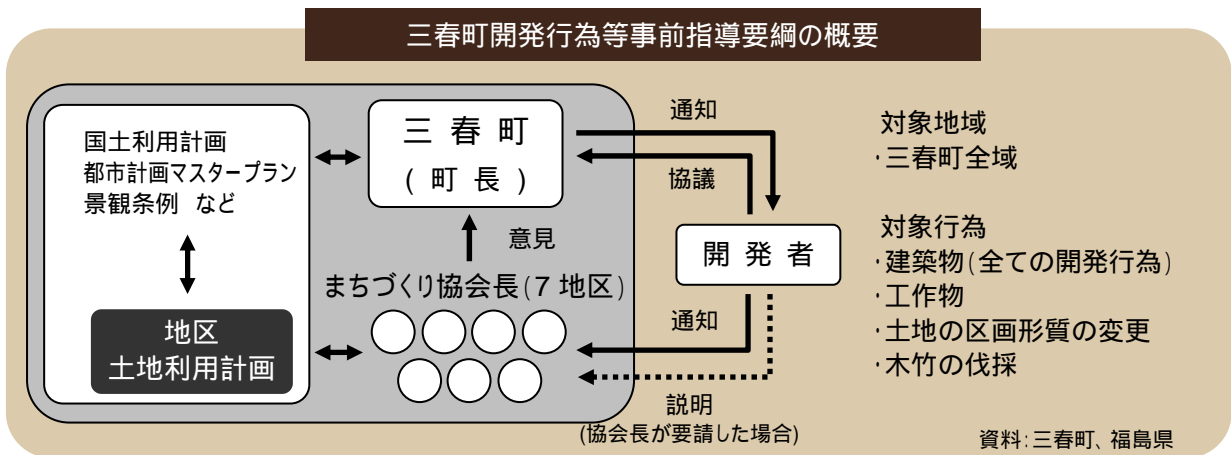 三春町開発行為等事前指導要綱の概要
国土利用計画
都市計画マスタープラン
景観条例 など
地区
土地利用計画
三春町
(町長)
意見
まちづくり協会長(7地区)
通知
協議
開発者
通知
説明
(協会長が要請した場合)
対象地域
・三春町全域
対象行為
・建築物(全ての開発行為)
・工作物
・土地の区画形質の変更
・木竹の伐採
資料:三春町、福島県